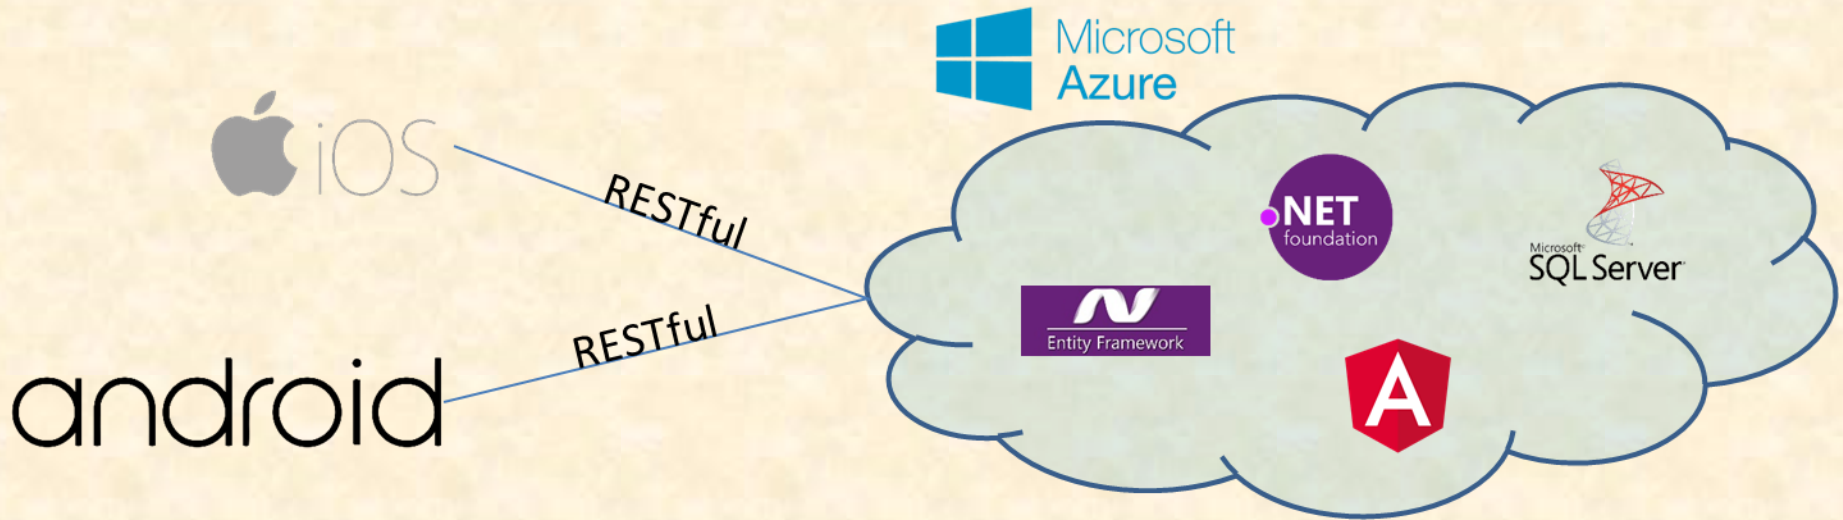 Microsoft
Azure
iOS
RESTful
.NET
foundation
Microsoft®
SQL Server
Entity Framework
RESTful
android
A